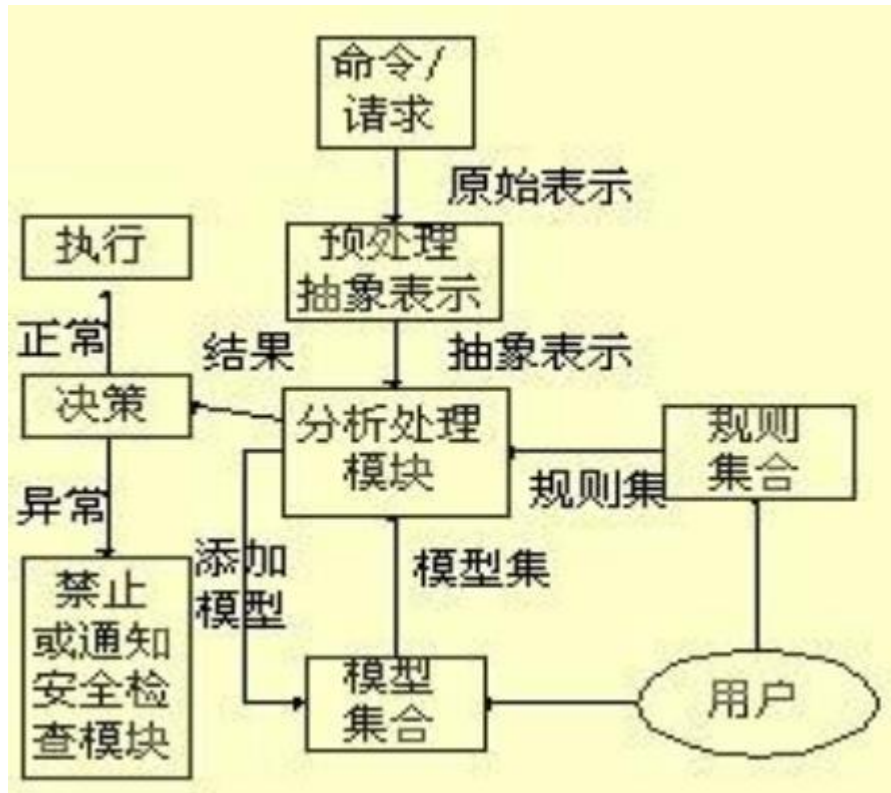 命令/
请求
原始表示
预处理
抽象表示
执行
正常
结果
抽象表示
决策
分析处理
模块
规则
集合
规则集
异常
添加
模型
模型集
禁止
或通知
安全检
查模块
模型
集合
用户